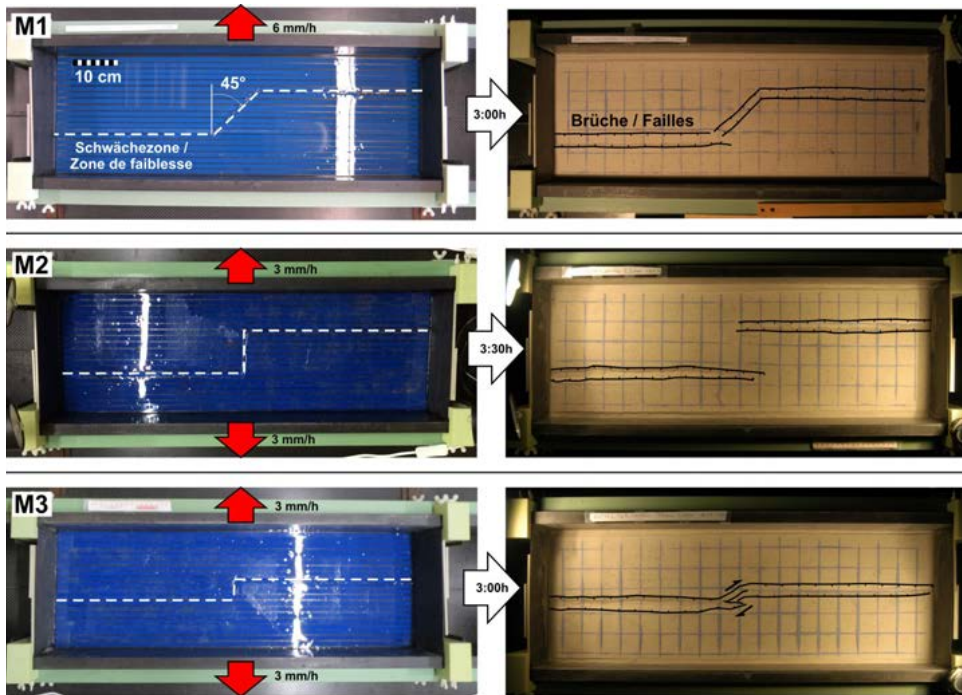 M1
6 mm/h
10 cm
45°
Schwächezone /
Zone de faiblesse
3:00h
Brüche / Failles
M2
3 mm/h
3:30h
3 mm/h
M3
3 mm/h
3:00h
3 mm/h